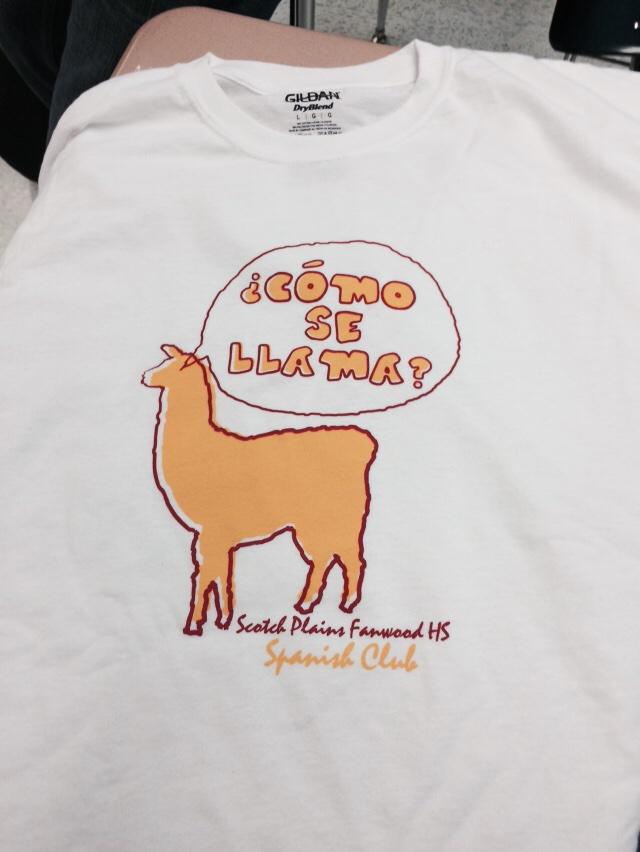 GILDAN
DryBlend
L | G | G
¿CÓMO
SE
LLAMA?
Scotch Plains Fanwood HS
Spanish Club